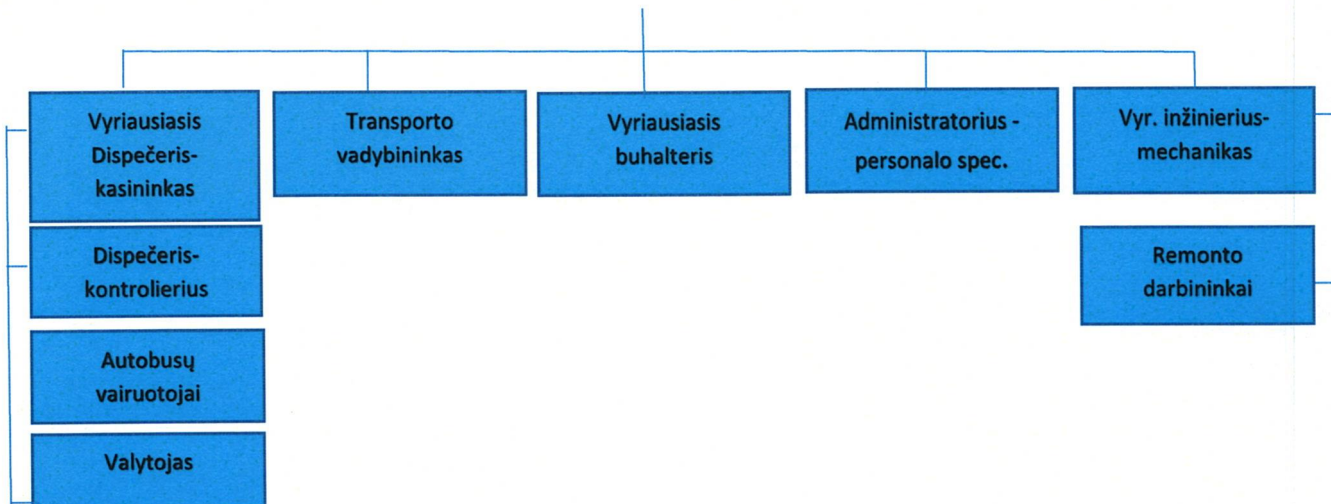 Vyriausiasis
Dispečeris-
kasininkas
Transporto
vadybininkas
Vyriausiasis
buhalteris
Administratorius -
personalo spec.
Vyr. inžinierius-
mechanikas
Dispečeris-
kontrolierius
Remonto
darbininkai
Autobusų
vairuotojai
Valytojas